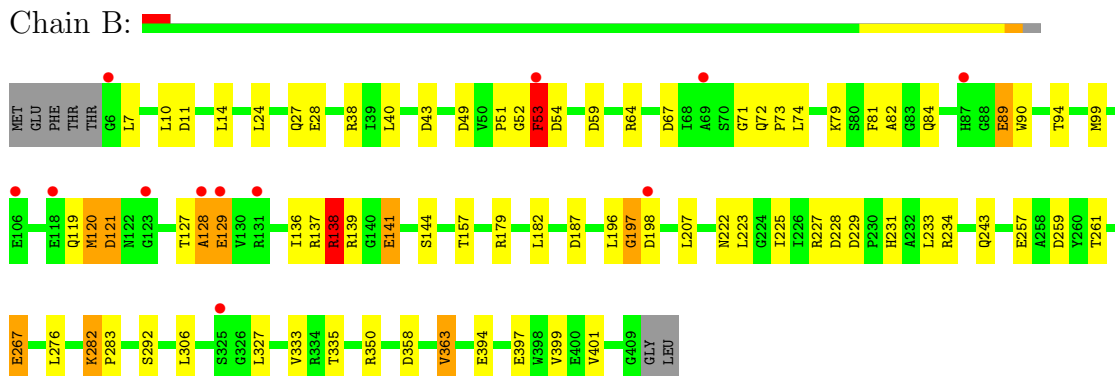 Chain B:
MET GLU PHE THR THR G6 L7 L10 D11 L14 L24 Q27 E28 R38 I39 L40 D43 D49 V50 P51 G52 F53 D54 D59 R64 D67 I68 A69 S70 G71 Q72 P73 L74 K79 S80 F81 A82 G83 Q84 H87 G88 E89 W90 T94 M99
E106 E118 Q119 M120 D121 N122 G123 T127 A128 E129 V130 R131 I136 R137 R138 R139 G140 E141 S144 T157 R179 L182 D187 L196 G197 D198 L207 N222 L223 G224 I225 I226 R227 D228 D229 P230 H231 A232 L233 R234 Q243 E257 A258 D259 Y260 T261
E267 L276 K282 P283 S292 L306 S325 G326 L327 V333 R334 T335 R350 D358 V363 E394 E397 W398 V399 E400 V401 G409 GLY LEU